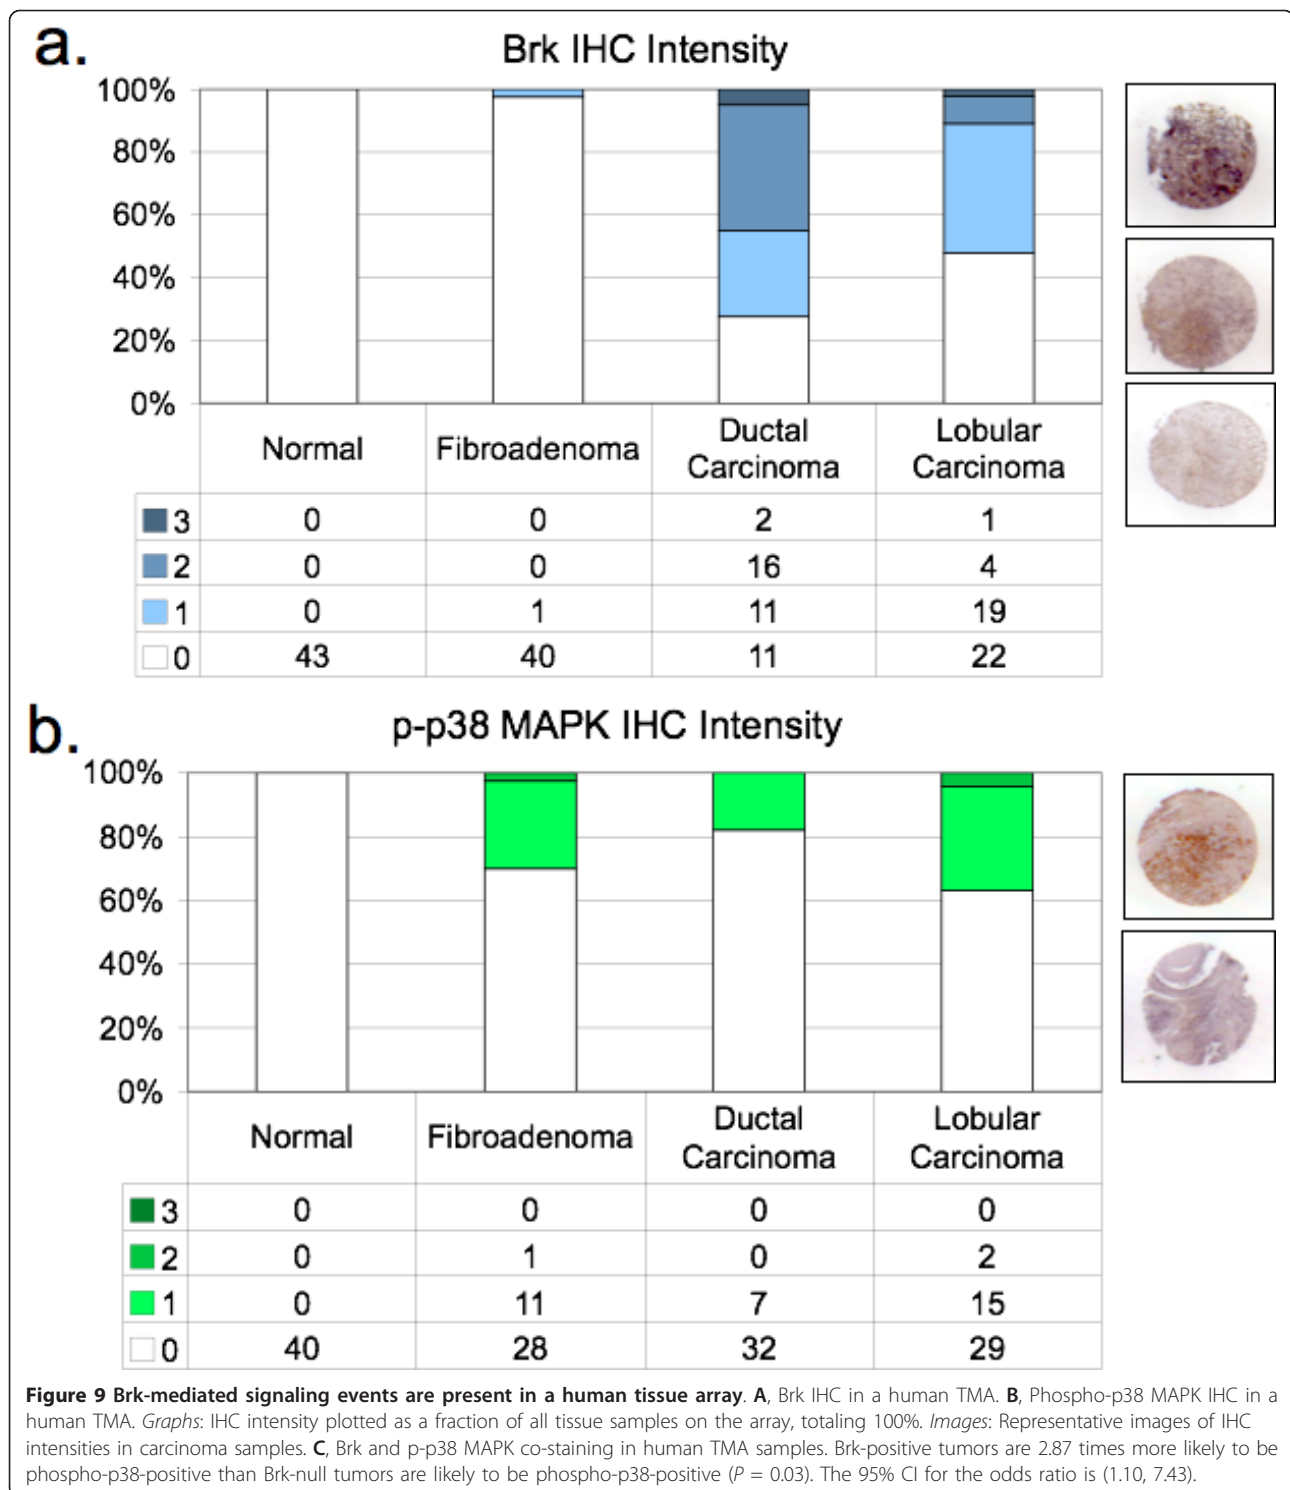 a.
Brk IHC Intensity
100%
80%
60%
40%
20%
0%
Normal Fibroadenoma Ductal Carcinoma Lobular Carcinoma
3 0 0 2 1
2 0 0 16 4
1 0 1 11 19
0 43 40 11 22
b.
p-p38 MAPK IHC Intensity
100%
80%
60%
40%
20%
0%
Normal Fibroadenoma Ductal Carcinoma Lobular Carcinoma
3 0 0 0 0
2 0 1 0 2
1 0 11 7 15
0 40 28 32 29
Figure 9 Brk-mediated signaling events are present in a human tissue array. A, Brk IHC in a human TMA. B, Phospho-p38 MAPK IHC in a
human TMA. Graphs: IHC intensity plotted as a fraction of all tissue samples on the array, totaling 100%. Images: Representative images of IHC
intensities in carcinoma samples. C, Brk and p-p38 MAPK co-staining in human TMA samples. Brk-positive tumors are 2.87 times more likely to be
phospho-p38-positive than Brk-null tumors are likely to be phospho-p38-positive (P = 0.03). The 95% CI for the odds ratio is (1.10, 7.43).